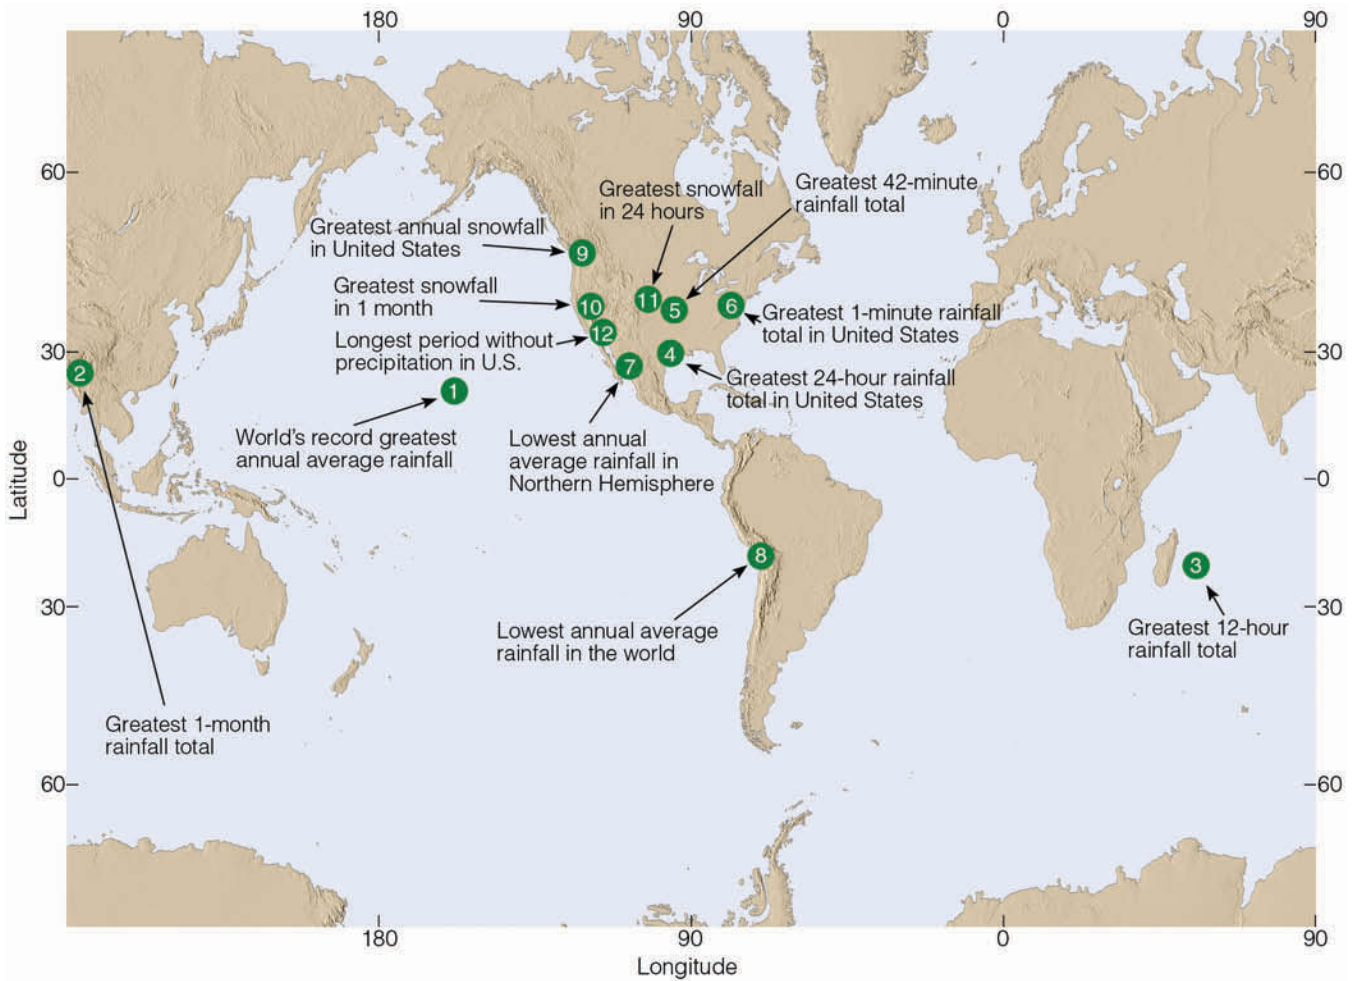 180
90
0
90
60
60
Greatest snowfall
in 24 hours
Greatest 42-minute
rainfall total
Greatest annual snowfall
in United States
9
Greatest snowfall
in 1 month
10
11
5
6
Greatest 1-minute rainfall
total in United States
12
Longest period without
precipitation in U.S.
30
30
2
7
4
Greatest 24-hour rainfall
total in United States
1
World's record greatest
annual average rainfall
Lowest annual
average rainfall in
Northern Hemisphere
0
0
Latitude
8
3
30
30
Lowest annual average
rainfall in the world
Greatest 12-hour
rainfall total
Greatest 1-month
rainfall total
60
60
180
90
0
90
Longitude